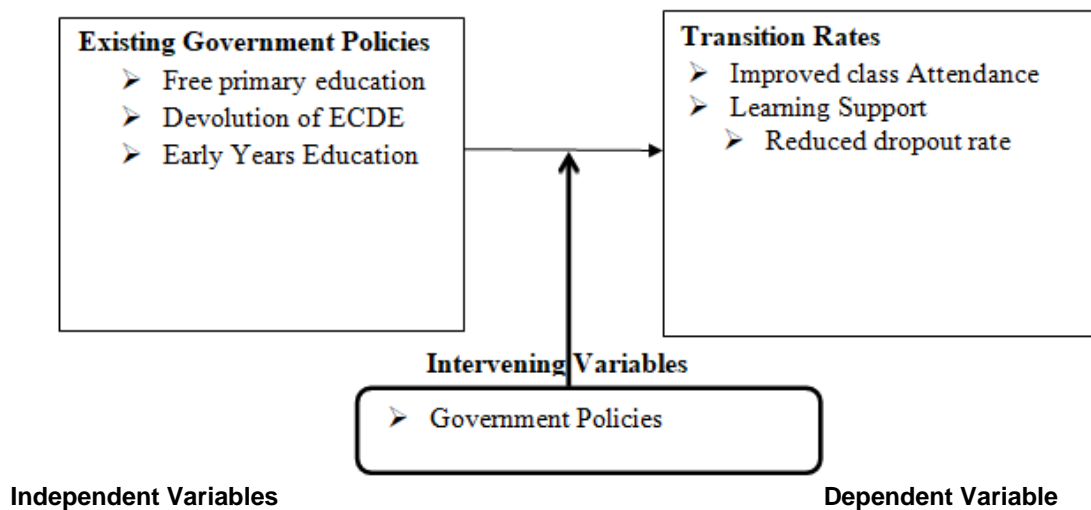 Existing Government Policies
➢ Free primary education
➢ Devolution of ECDE
➢ Early Years Education
Transition Rates
➢ Improved class Attendance
➢ Learning Support
➢ Reduced dropout rate
Intervening Variables
➢ Government Policies
Independent Variables
Dependent Variable